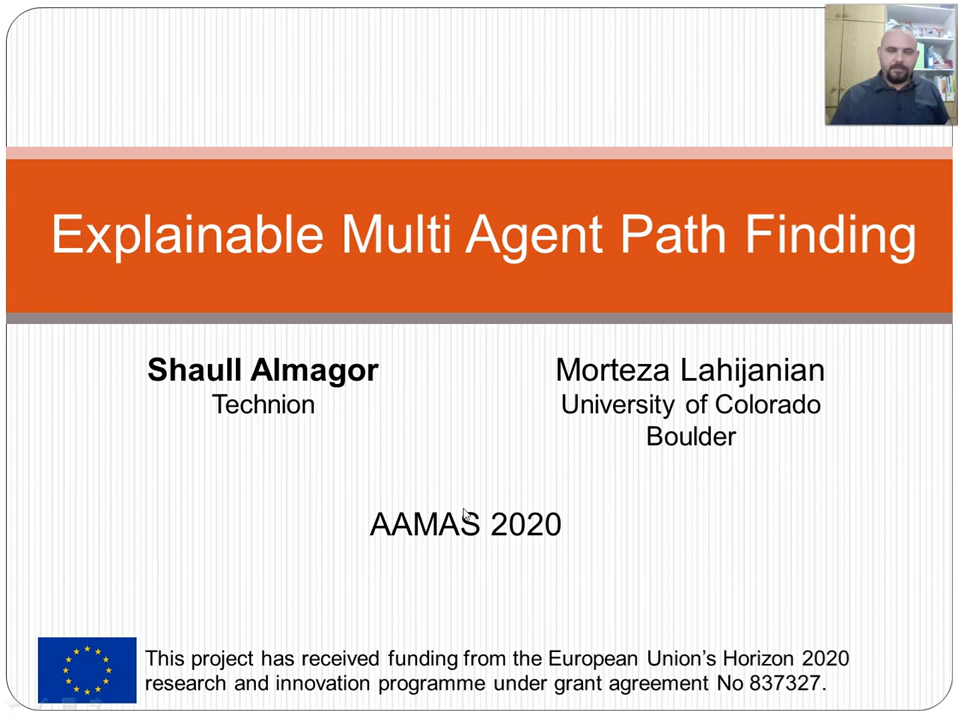 Explainable Multi Agent Path Finding
Shaull Almagor
Technion
Morteza Lahijanian
University of Colorado
Boulder
AAMAS 2020
This project has received funding from the European Union's Horizon 2020
research and innovation programme under grant agreement No 837327.